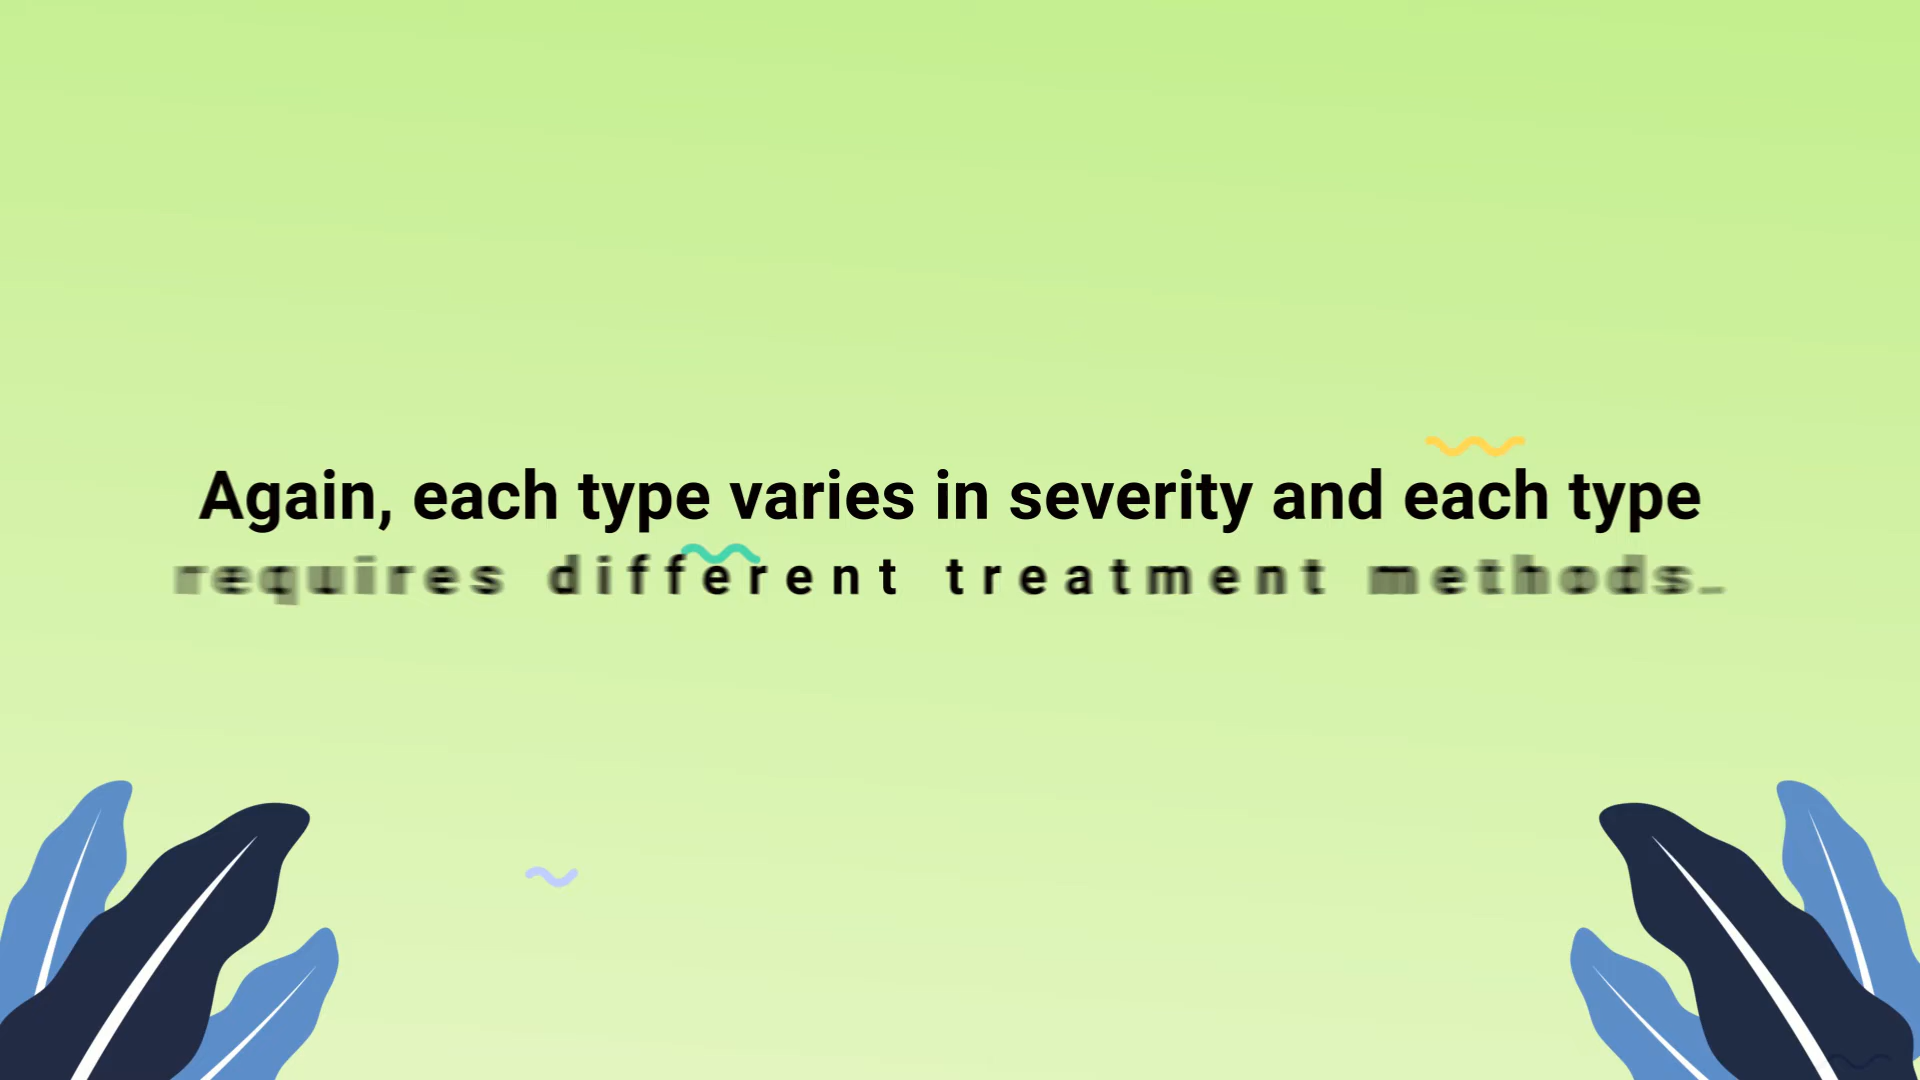 Again, each type varies in severity and each type
requires different treatment methods.